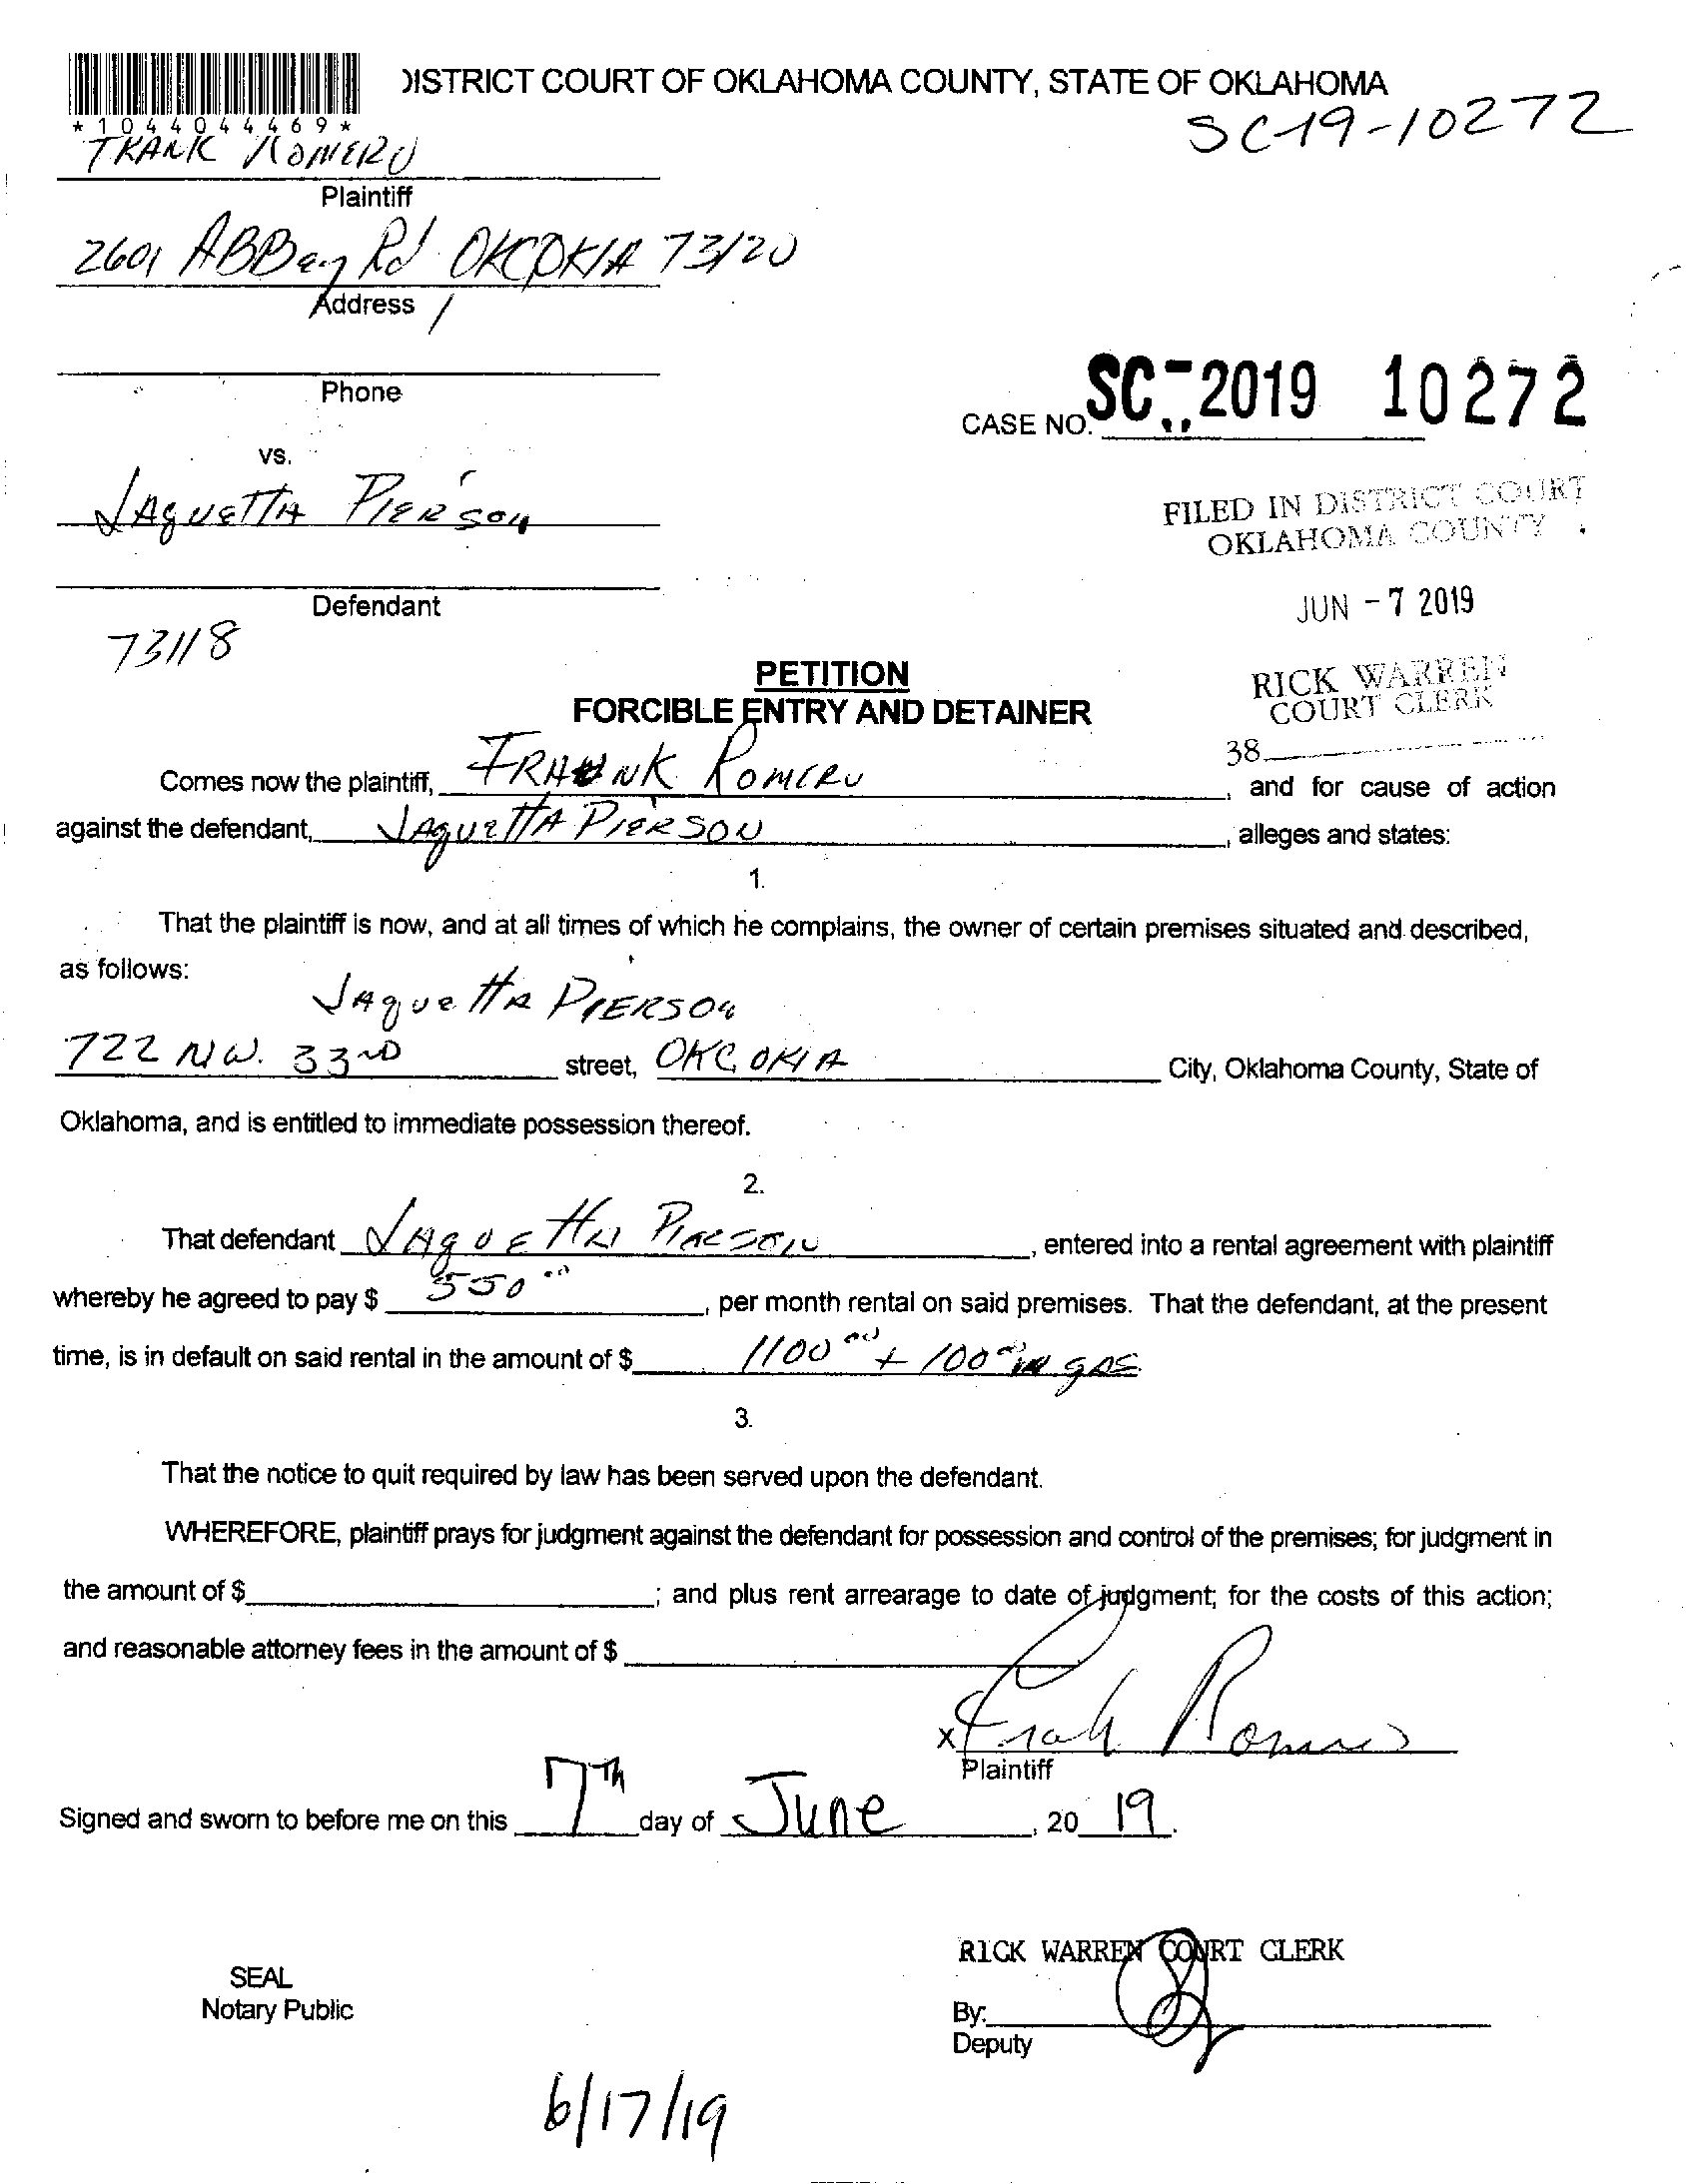 DISTRICT COURT OF OKLAHOMA COUNTY, STATE OF OKLAHOMA
SC-19-10272
*1044044469*
FRANK ROMERO
Plaintiff
2601 ABBey Rd OKC OKlA 73120
Address
Phone
CASE NO. SC-2019 10272
vs.
JAquETTA PIERSON
FILED IN DISTRICT COURT
OKLAHOMA COUNTY
Defendant
JUN -7 2019
73118
RICK WARREN
COURT CLERK
38
PETITION
FORCIBLE ENTRY AND DETAINER
Comes now the plaintiff, FRANK ROMERO, and for cause of action
against the defendant, JAquETTA PIERSON, alleges and states:
1.
That the plaintiff is now, and at all times of which he complains, the owner of certain premises situated and described,
as follows:
JAqueTTA PIERSON
722 NW. 33RD street, OKC, OKlA City, Oklahoma County, State of
Oklahoma, and is entitled to immediate possession thereof.
2.
That defendant JAquETTA PIERSON, entered into a rental agreement with plaintiff
whereby he agreed to pay $ 550 00, per month rental on said premises. That the defendant, at the present
time, is in default on said rental in the amount of $ 1100 00 + 100 00 in gas
3.
That the notice to quit required by law has been served upon the defendant.
WHEREFORE, plaintiff prays for judgment against the defendant for possession and control of the premises; for judgment in
the amount of $; and plus rent arrearage to date of judgment; for the costs of this action;
and reasonable attorney fees in the amount of $
x Frank Romero
Plaintiff
Signed and sworn to before me on this 7Th day of June, 20 19.
RICK WARREN COURT CLERK
SEAL
Notary Public
By:
Deputy
6/17/19